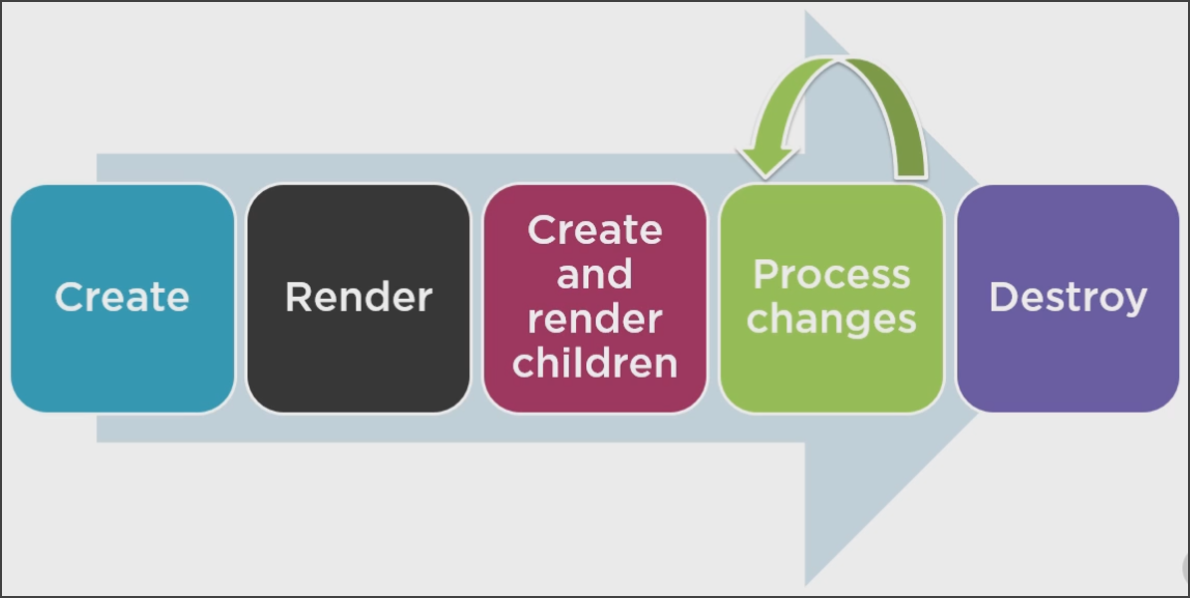 Create
Render
Create
and
render
children
Process
changes
Destroy